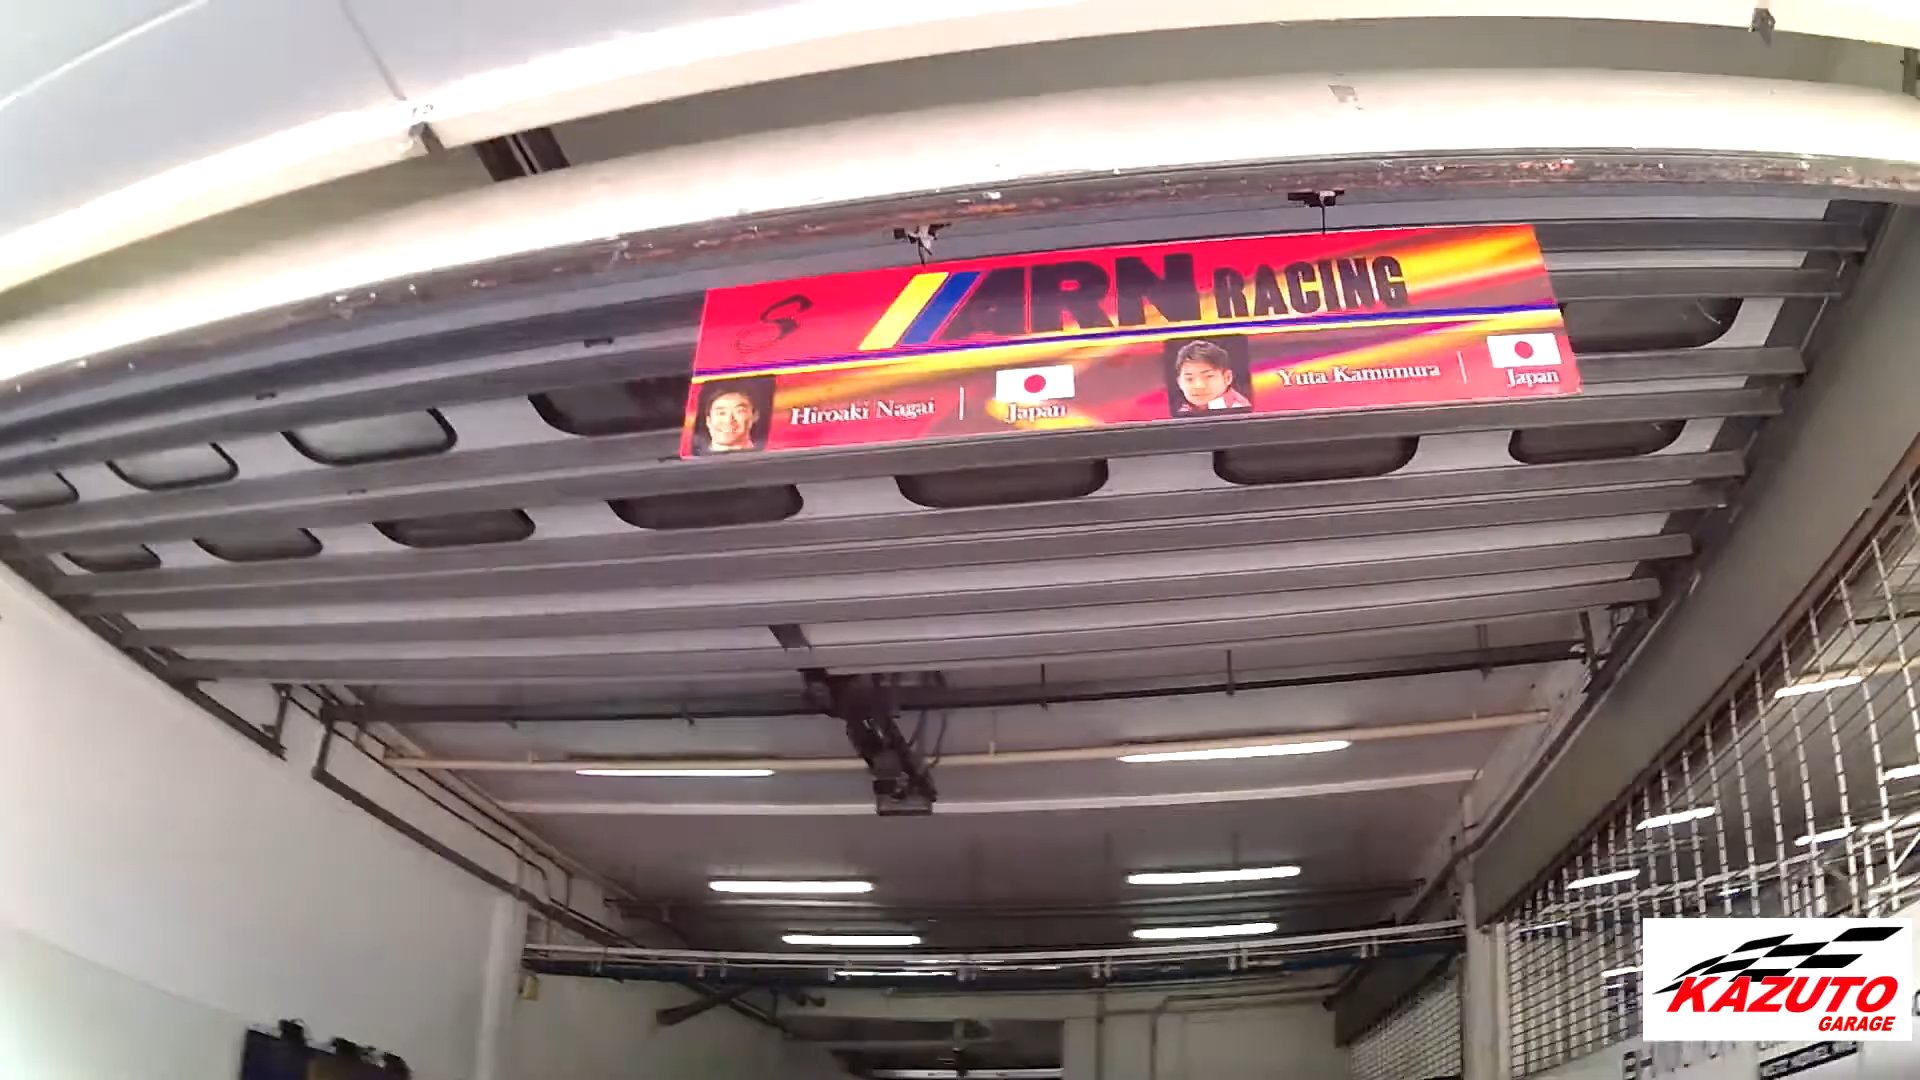 ARN RACING
Hiroaki Nagai
Japan
Yuta Kamimura
Japan
KAZUTO
GARAGE